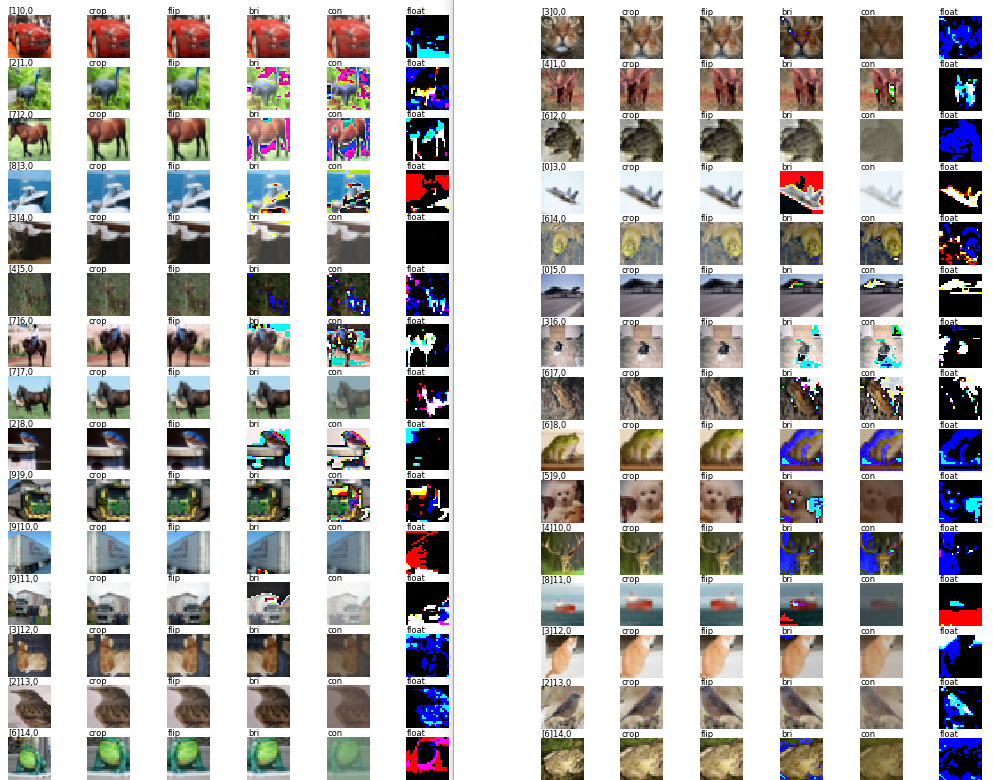 [1]0,0 crop flip bri con float
[2]1,0 crop flip bri con float
[7]2,0 crop flip bri con float
[8]3,0 crop flip bri con float
[3]4,0 crop flip bri con float
[4]5,0 crop flip bri con float
[7]6,0 crop flip bri con float
[7]7,0 crop flip bri con float
[2]8,0 crop flip bri con float
[9]9,0 crop flip bri con float
[9]10,0 crop flip bri con float
[9]11,0 crop flip bri con float
[3]12,0 crop flip bri con float
[2]13,0 crop flip bri con float
[6]14,0 crop flip bri con float
[3]0,0 crop flip bri con float
[4]1,0 crop flip bri con float
[6]2,0 crop flip bri con float
[0]3,0 crop flip bri con float
[6]4,0 crop flip bri con float
[0]5,0 crop flip bri con float
[3]6,0 crop flip bri con float
[6]7,0 crop flip bri con float
[6]8,0 crop flip bri con float
[5]9,0 crop flip bri con float
[4]10,0 crop flip bri con float
[8]11,0 crop flip bri con float
[3]12,0 crop flip bri con float
[2]13,0 crop flip bri con float
[6]14,0 crop flip bri con float